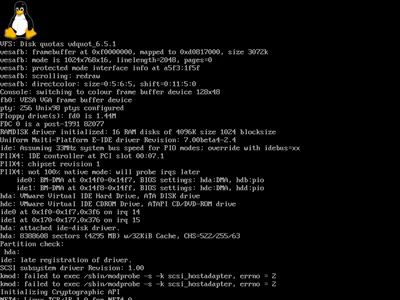 VFS: Disk quotas vdquot_6.5.1
vesafb: framebuffer at 0xf0000000, mapped to 0xd0817000, size 3072k
vesafb: mode is 1024x768x16, linelength=2048, pages=0
vesafb: protected mode interface info at a5f3:1f5f
vesafb: scrolling: redraw
vesafb: directcolor: size=0:5:6:5, shift=0:11:5:0
Console: switching to colour frame buffer device 128x48
fb0: VESA VGA frame buffer device
pty: 256 Unix98 ptys configured
Floppy drive(s): fd0 is 1.44M
FDC 0 is a post-1991 82077
RAMDISK driver initialized: 16 RAM disks of 4096K size 1024 blocksize
Uniform Multi-Platform E-IDE driver Revision: 7.00beta4-2.4
ide: Assuming 33MHz system bus speed for PIO modes; override with idebus=xx
PIIX4: IDE controller at PCI slot 00:07.1
PIIX4: chipset revision 1
PIIX4: not 100% native mode: will probe irqs later
ide0: BM-DMA at 0x14f0-0x14f7, BIOS settings: hda:DMA, hdb:pio
ide1: BM-DMA at 0x14f8-0x14ff, BIOS settings: hdc:DMA, hdd:pio
hda: VMware Virtual IDE Hard Drive, ATA DISK drive
hdc: VMware Virtual IDE CDROM Drive, ATAPI CD/DVD-ROM drive
ide0 at 0x1f0-0x1f7,0x3f6 on irq 14
ide1 at 0x170-0x177,0x376 on irq 15
hda: attached ide-disk driver.
hda: 8388608 sectors (4295 MB) w/32KiB Cache, CHS=522/255/63
Partition check:
hda:
ide: late registration of driver.
SCSI subsystem driver Revision: 1.00
kmod: failed to exec /sbin/modprobe -s -k scsi_hostadapter, errno = 2
kmod: failed to exec /sbin/modprobe -s -k scsi_hostadapter, errno = 2
Initializing Cryptographic API
NET4: Linux TCP/IP 1.0 for NET4.0